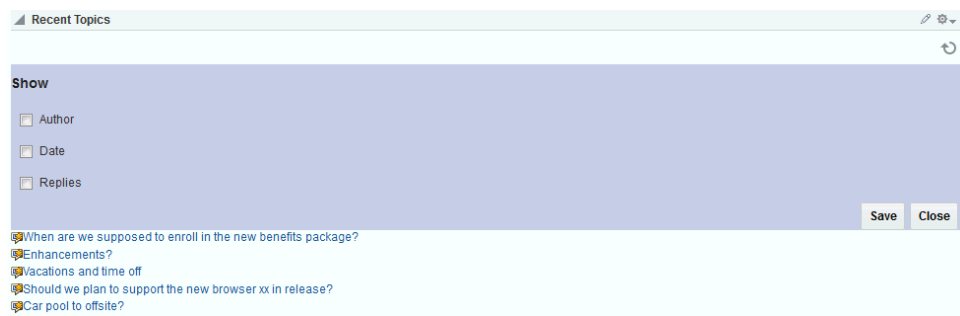 Recent Topics
Show
Author
Date
Replies
Save Close
When are we supposed to enroll in the new benefits package?
Enhancements?
Vacations and time off
Should we plan to support the new browser xx in release?
Car pool to offsite?